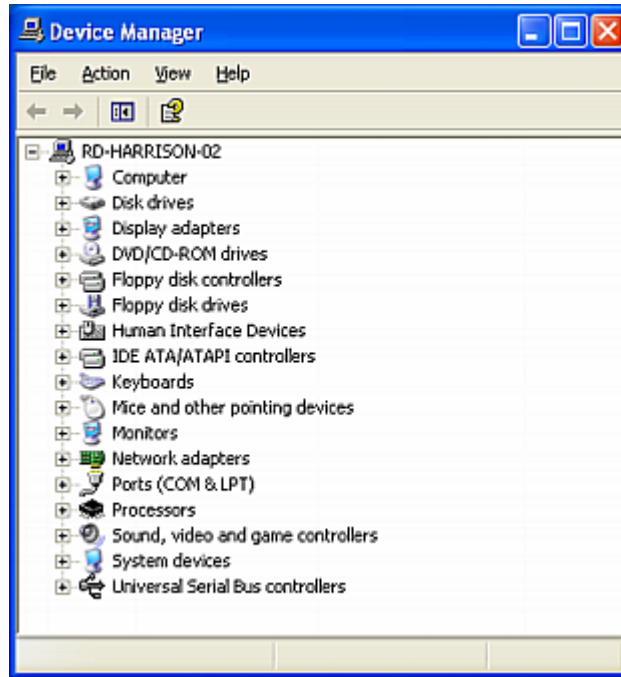 Device Manager
File Action View Help
RD-HARRISON-02
Computer
Disk drives
Display adapters
DVD/CD-ROM drives
Floppy disk controllers
Floppy disk drives
Human Interface Devices
IDE ATA/ATAPI controllers
Keyboards
Mice and other pointing devices
Monitors
Network adapters
Ports (COM & LPT)
Processors
Sound, video and game controllers
System devices
Universal Serial Bus controllers